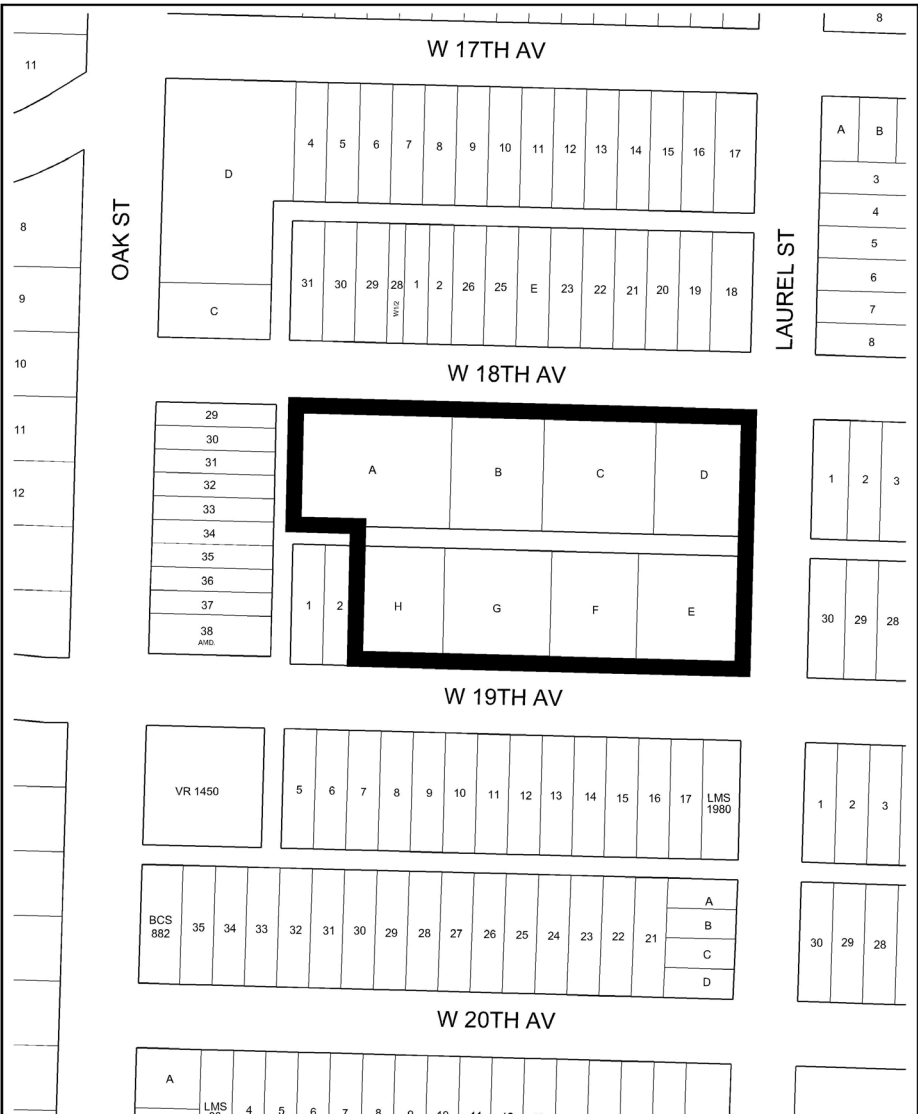 8
W 17TH AV
11
A B
4 5 6 7 8 9 10 11 12 13 14 15 16 17
D
3
4
OAK ST
LAUREL ST
8
5
6
31 30 29 28 1 2 26 25 E 23 22 21 20 19 18
W1/2
9
C
7
8
10
W 18TH AV
29
11
30
31
A B C D
1 2 3
32
12
33
34
35
36
37
1 2 H G F E
30 29 28
38
AMD.
W 19TH AV
VR 1450
5 6 7 8 9 10 11 12 13 14 15 16 17 LMS
1980
1 2 3
A
BCS
882
35 34 33 32 31 30 29 28 27 26 25 24 23 22 21
B
C
D
30 29 28
W 20TH AV
A
LMS
4 5 6 7 8 9 10 11